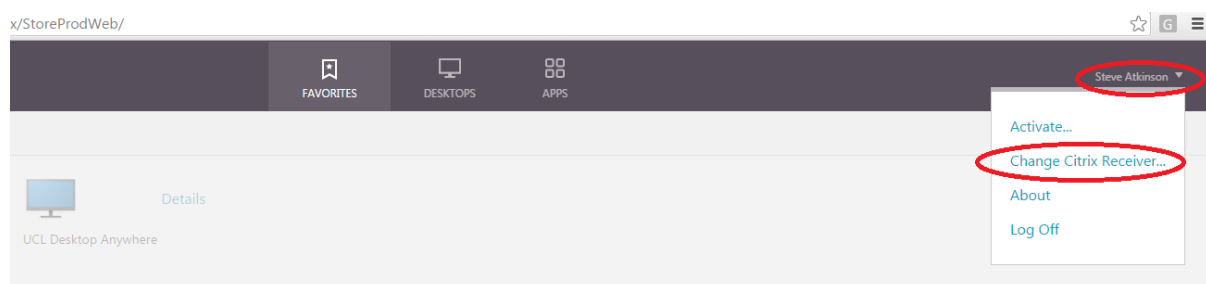 x/StoreProdWeb/
G
FAVORITES
DESKTOPS
APPS
Steve Atkinson
Activate...
Change Citrix Receiver...
About
Log Off
Details
UCL Desktop Anywhere